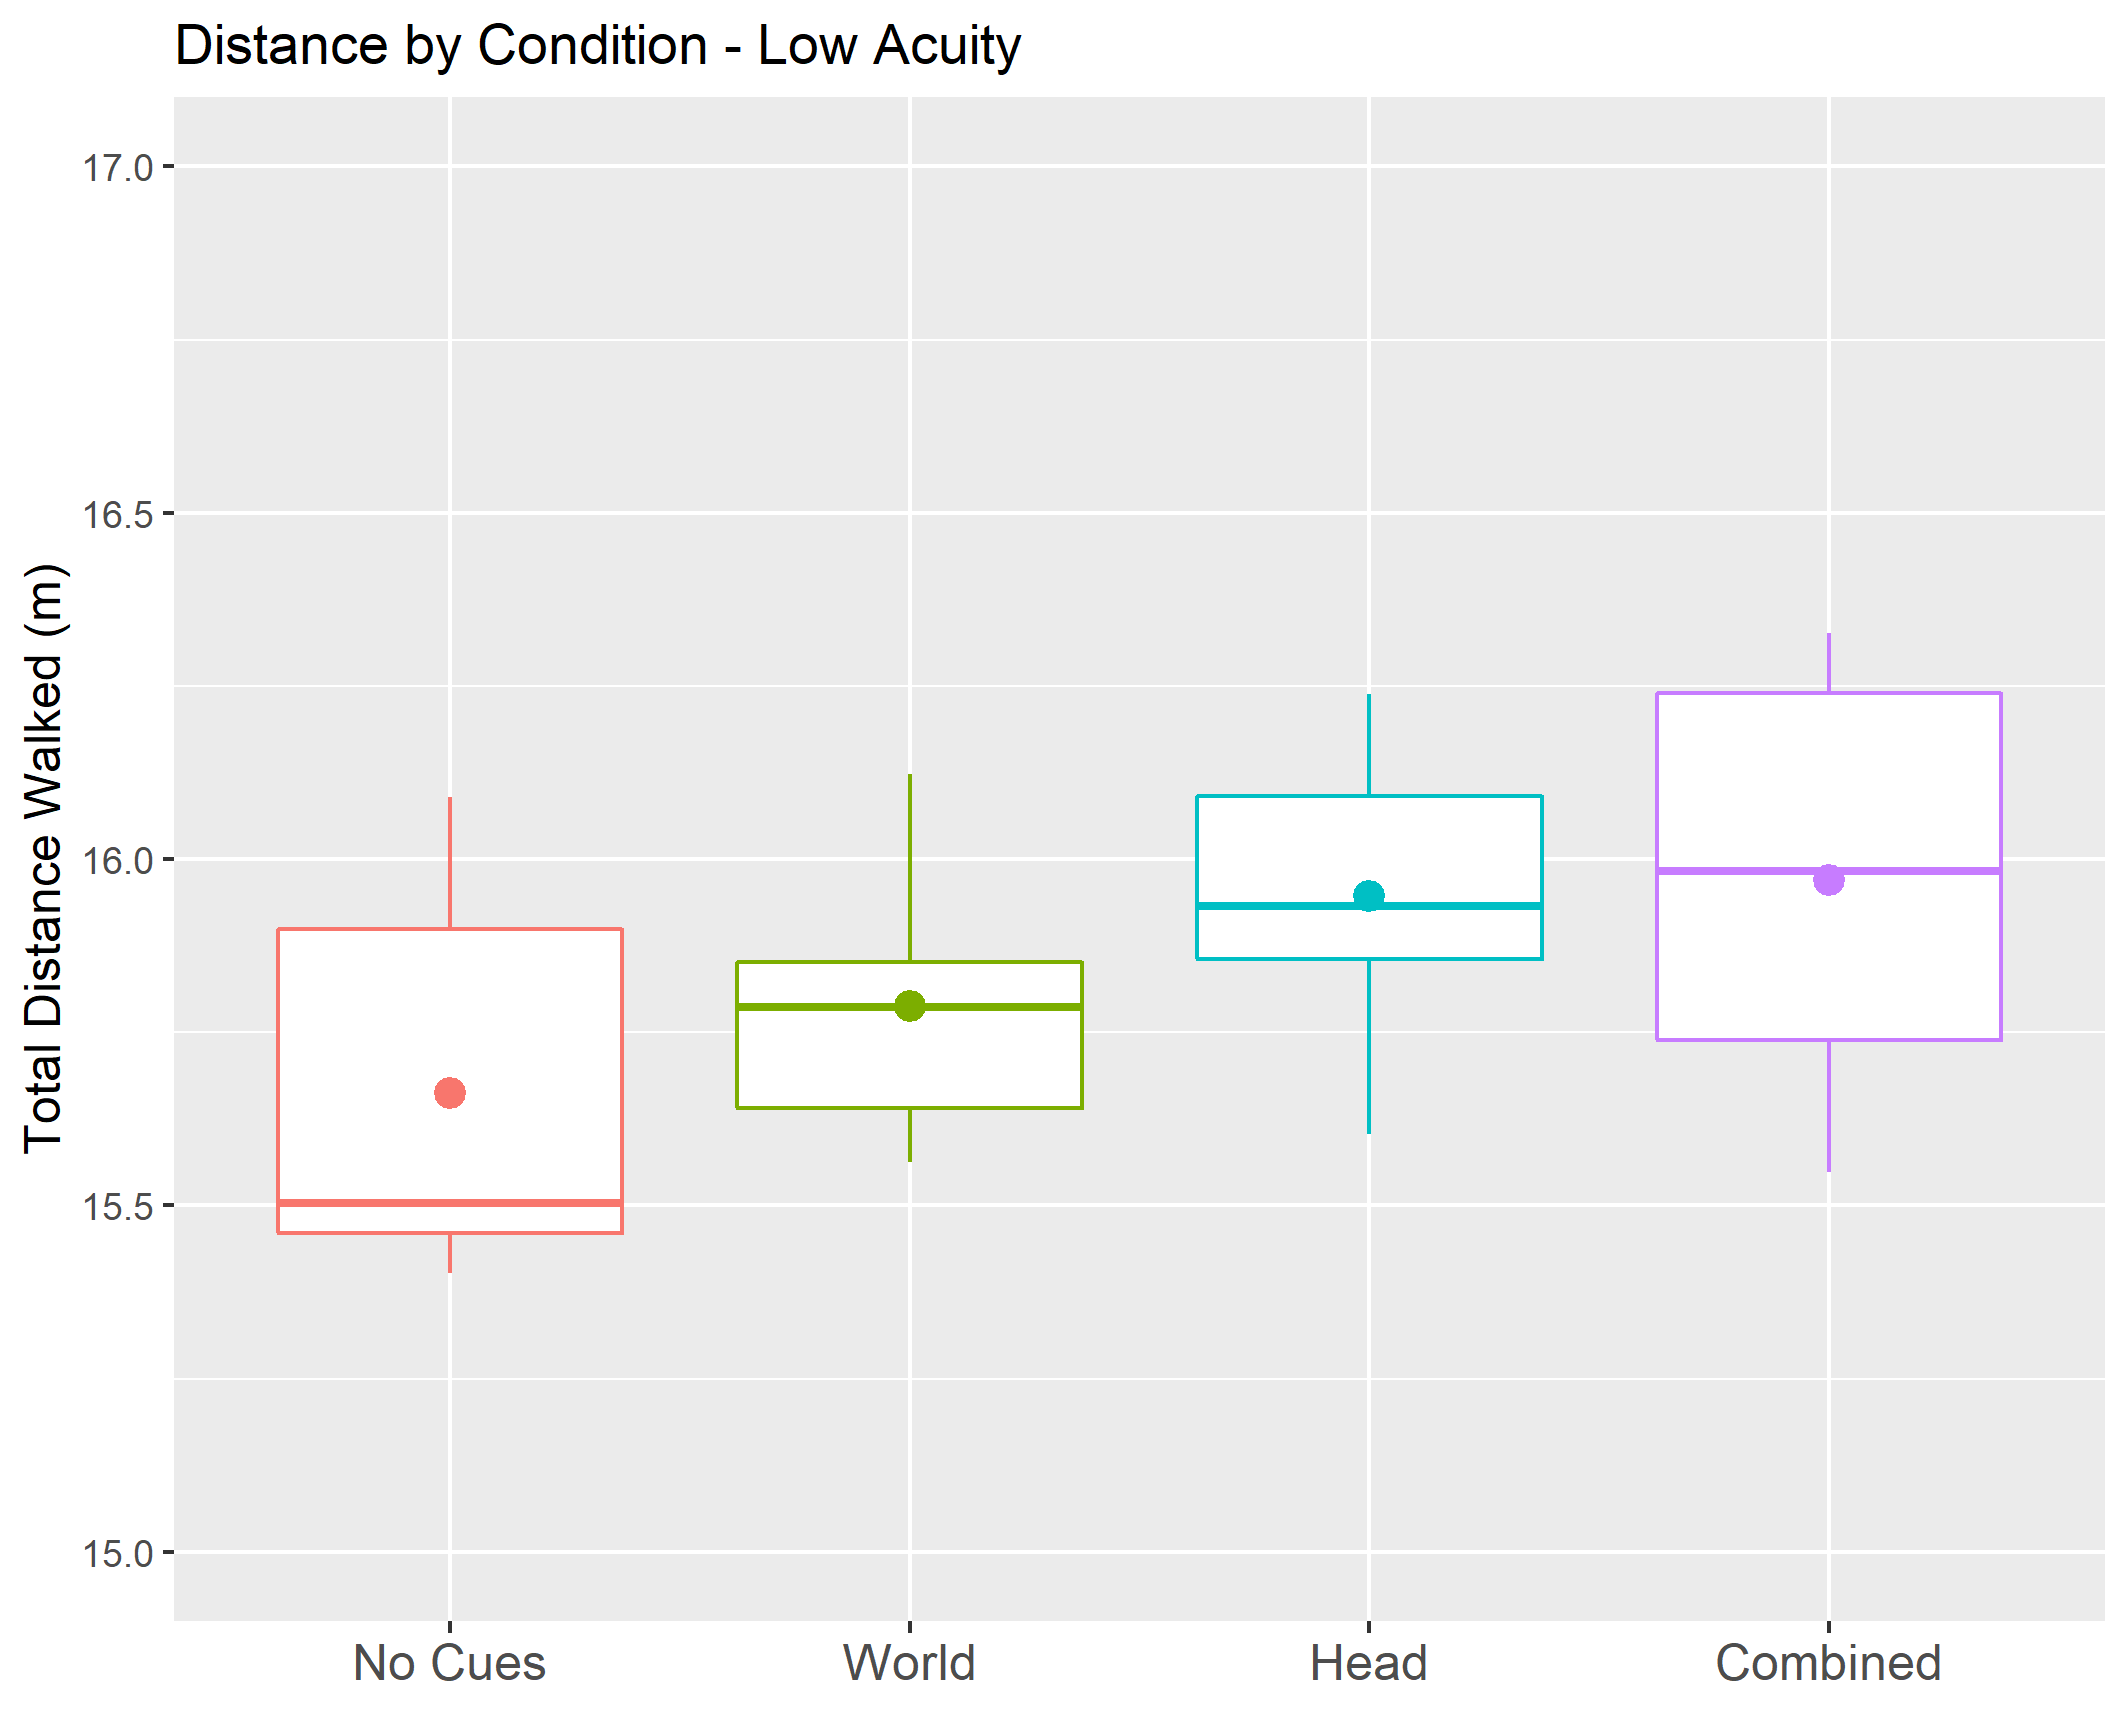 Distance by Condition - Low Acuity
Total Distance Walked (m)
17.0
16.5
16.0
15.5
15.0
No Cues
World
Head
Combined